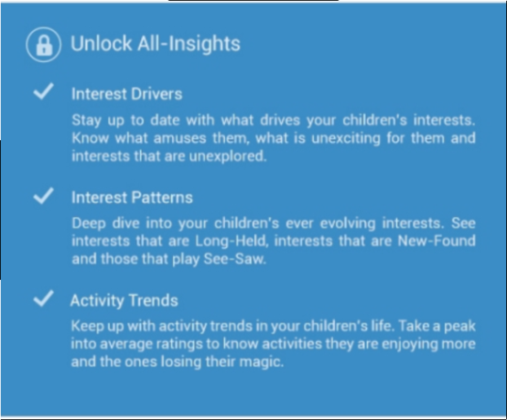 Unlock All-Insights
Interest Drivers
Stay up to date with what drives your children's interests.
Know what amuses them, what is unexciting for them and
interests that are unexplored.
Interest Patterns
Deep dive into your children's ever evolving interests. See
interests that are Long-Held, interests that are New-Found
and those that play See-Saw.
Activity Trends
Keep up with activity trends in your children's life. Take a peak
into average ratings to know activities they are enjoying more
and the ones losing their magic.